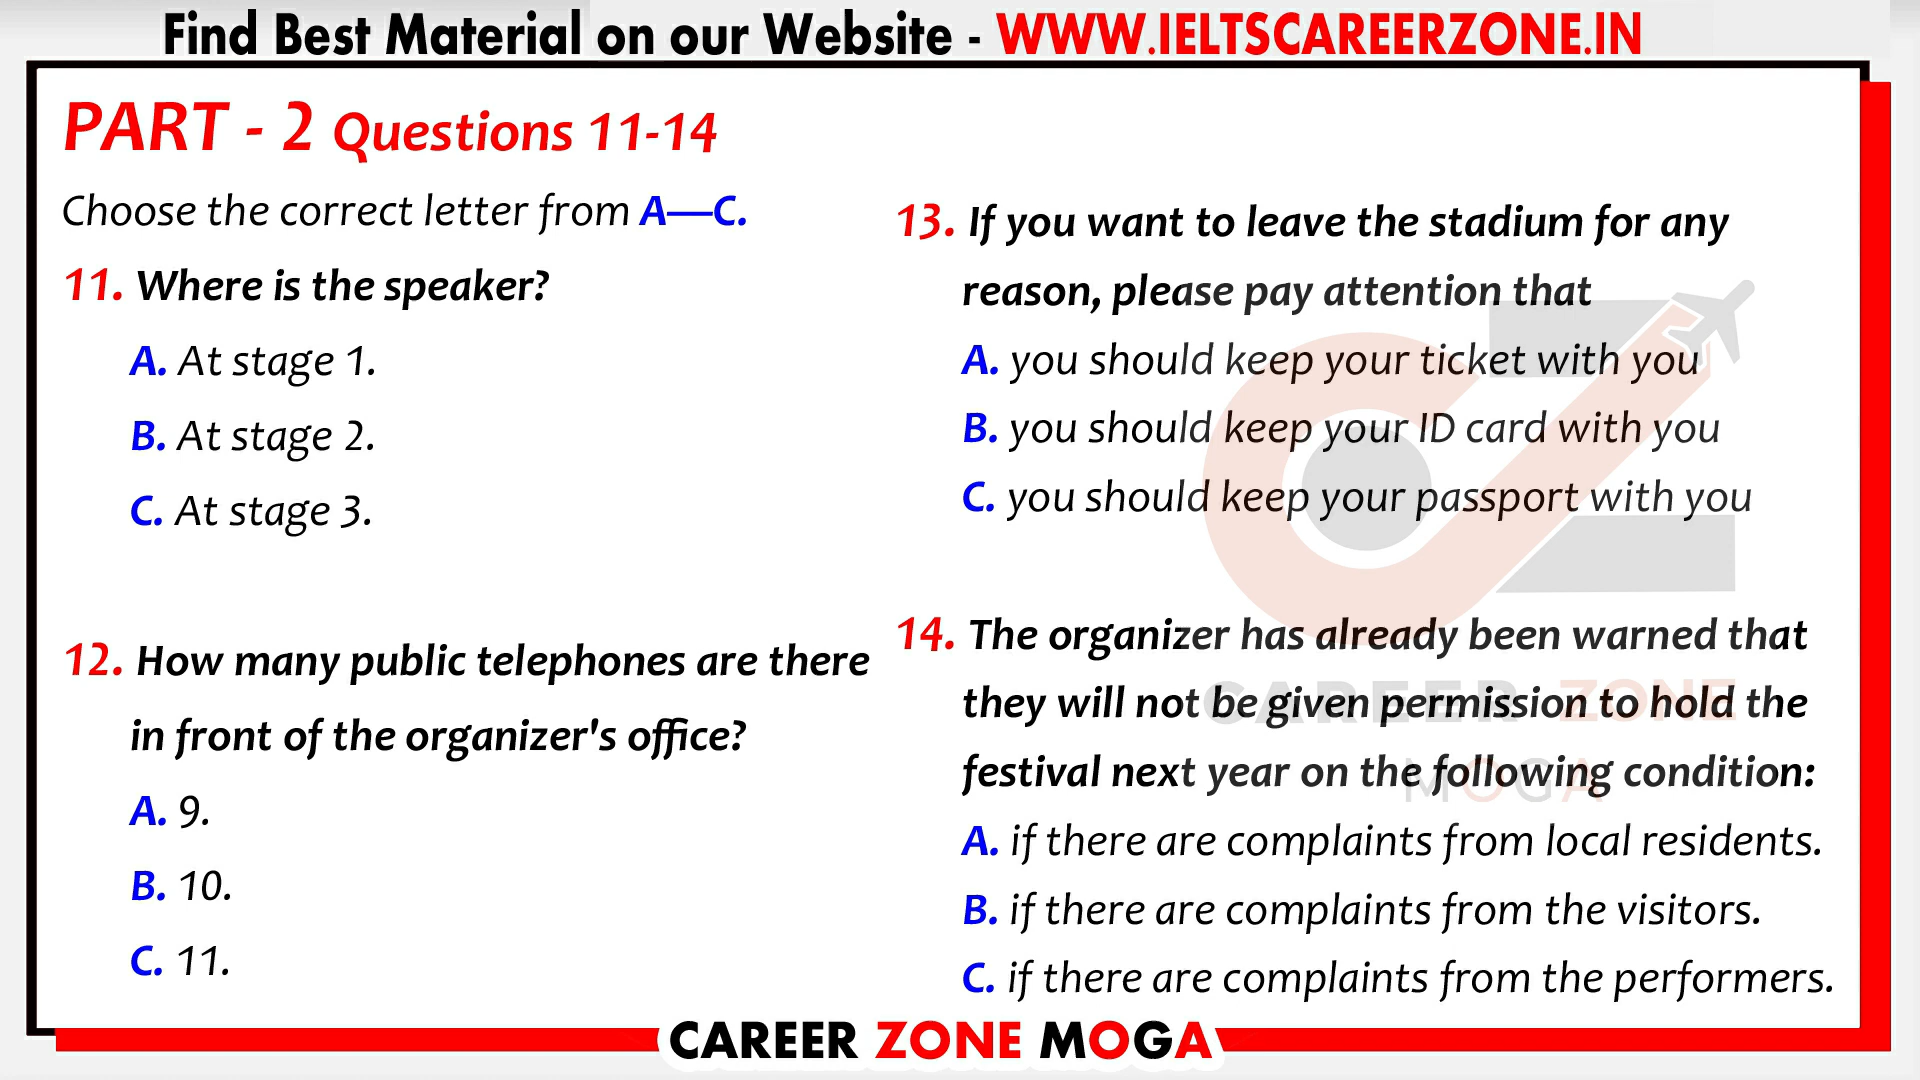 Find Best Material on our Website - WWW.IELTSCAREERZONE.IN
PART - 2 Questions 11-14
Choose the correct letter from A—C.
11. Where is the speaker?
A. At stage 1.
B. At stage 2.
C. At stage 3.
12. How many public telephones are there
in front of the organizer's office?
A. 9.
B. 10.
C. 11.
13. If you want to leave the stadium for any
reason, please pay attention that
A. you should keep your ticket with you
B. you should keep your ID card with you
C. you should keep your passport with you
14. The organizer has already been warned that
they will not be given permission to hold the
festival next year on the following condition:
A. if there are complaints from local residents.
B. if there are complaints from the visitors.
C. if there are complaints from the performers.
CAREER ZONE
MOGA
CAREER ZONE MOGA